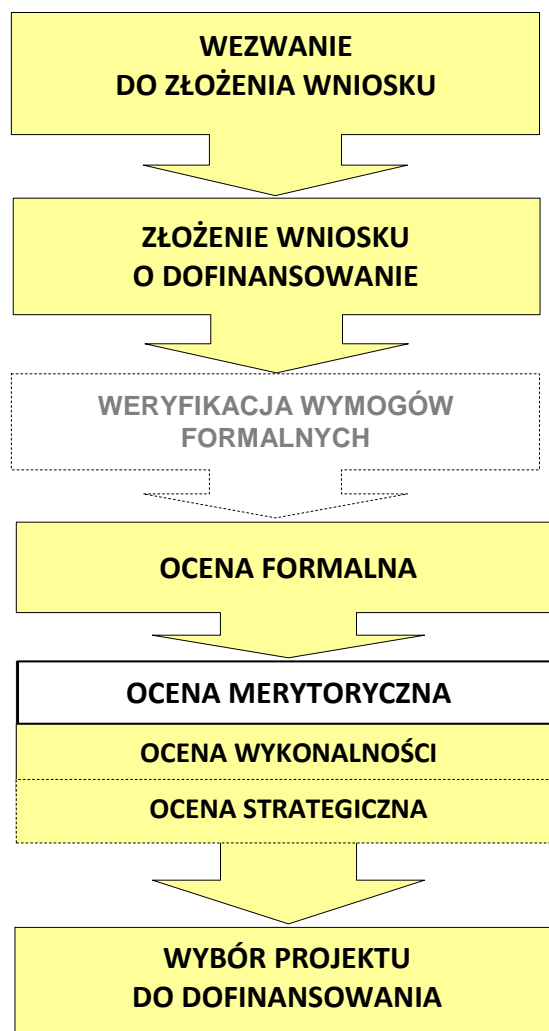 WEZWANIE
DO ZŁOŻENIA WNIOSKU
ZŁOŻENIE WNIOSKU
O DOFINANSOWANIE
WERYFIKACJA WYMOGÓW
FORMALNYCH
OCENA FORMALNA
OCENA MERYTORYCZNA
OCENA WYKONALNOŚCI
OCENA STRATEGICZNA
WYBÓR PROJEKTU
DO DOFINANSOWANIA